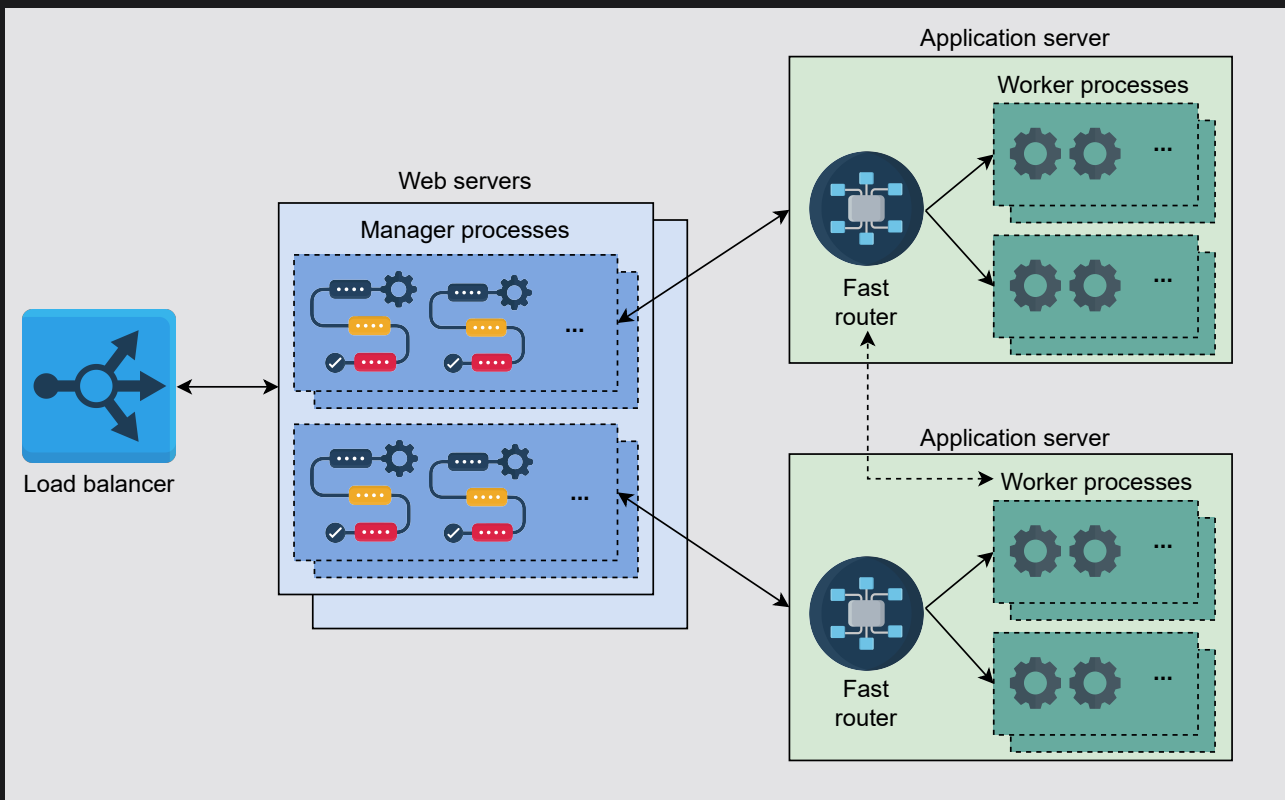 Application server
Worker processes
...
...
Fast
router
Web servers
Manager processes
...
...
Load balancer
Application server
Worker processes
...
...
Fast
router